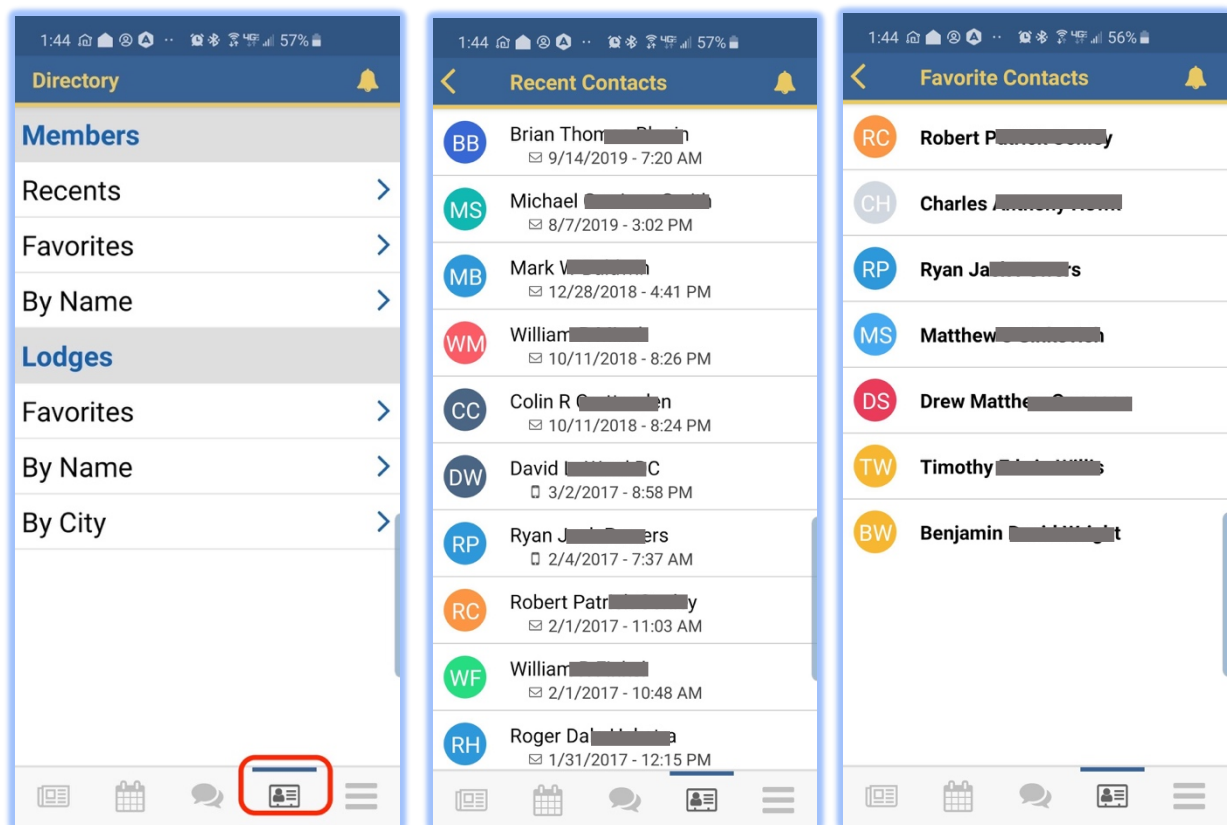 1:44 57%
Directory
Members
Recents
Favorites
By Name
Lodges
Favorites
By Name
By City
1:44 57%
Recent Contacts
BB Brian
9/14/2019 - 7:20 AM
MS Michael
8/7/2019 - 3:02 PM
MB Mark
12/28/2018 - 4:41 PM
WM William
10/11/2018 - 8:26 PM
CC Colin R
10/11/2018 - 8:24 PM
DW David
3/2/2017 - 8:58 PM
RP Ryan
2/4/2017 - 7:37 AM
RC Robert
2/1/2017 - 11:03 AM
WF William
2/1/2017 - 10:48 AM
RH Roger
1/31/2017 - 12:15 PM
1:44 56%
Favorite Contacts
RC Robert
CH Charles
RP Ryan
MS Matthew
DS Drew
TW Timothy
BW Benjamin